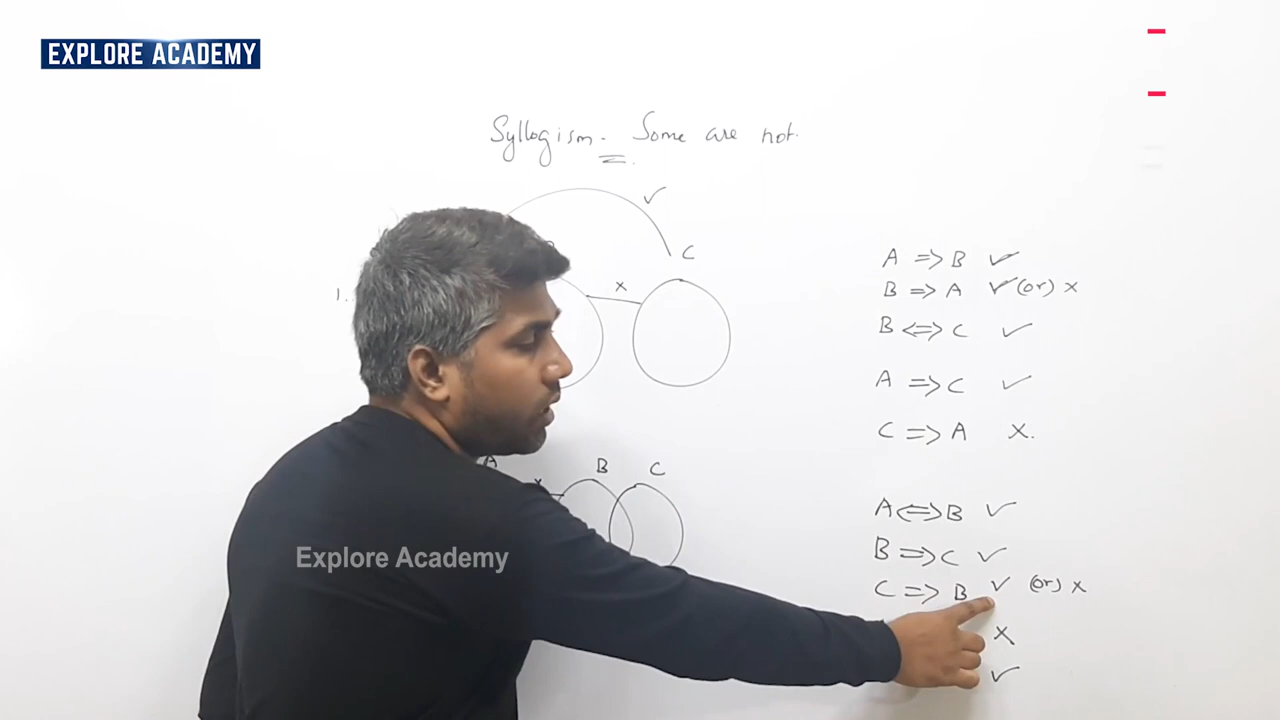 EXPLORE ACADEMY
Syllogism - Some are not.
✓
C
1.
x
A => B ✓
B => A ✓ (or) x
B <=> C ✓
A => C ✓
C => A X.
A
B
C
x
A <=> B ✓
B => C ✓
C => B ✓ (or) x
X
✓
Explore Academy